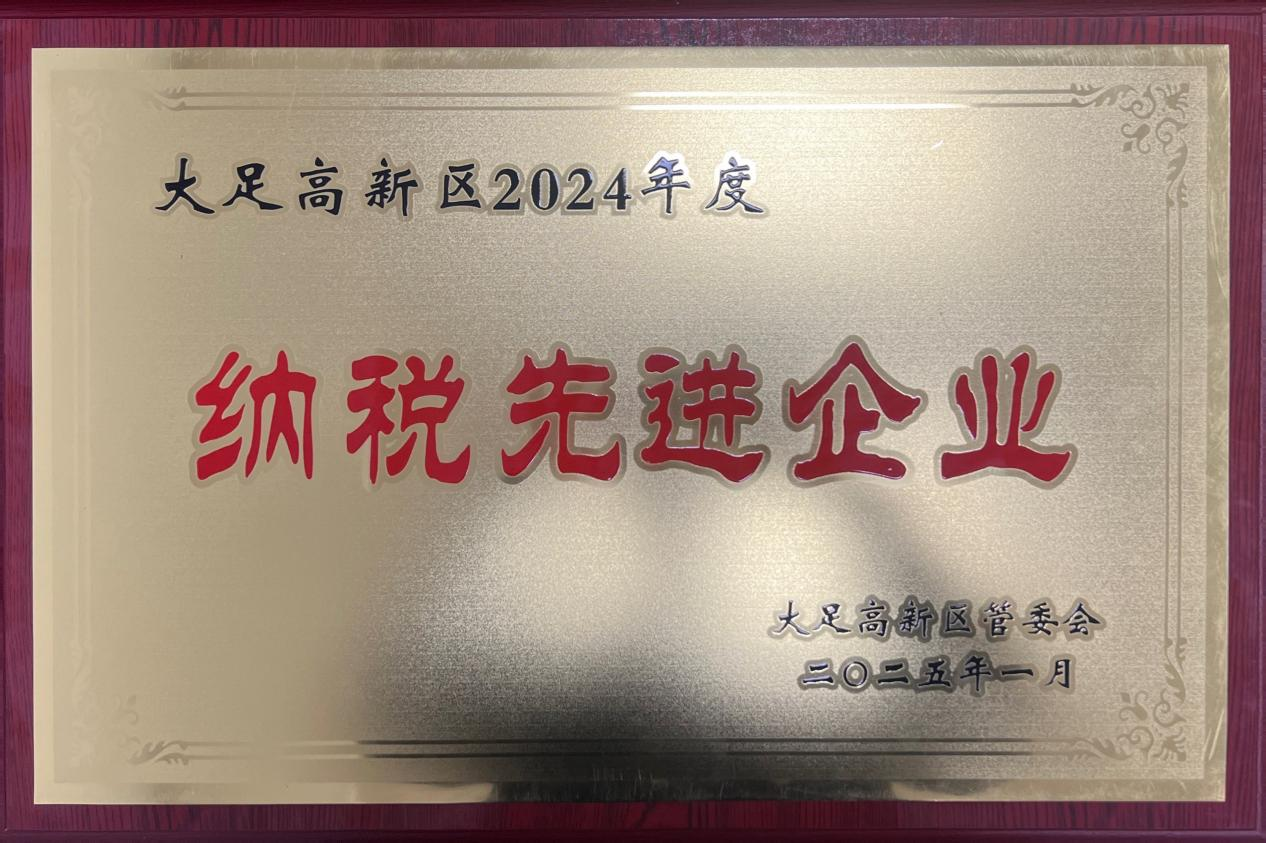 大足高新区2024年度
纳税先进企业
大足高新区管委会
二〇二五年一月